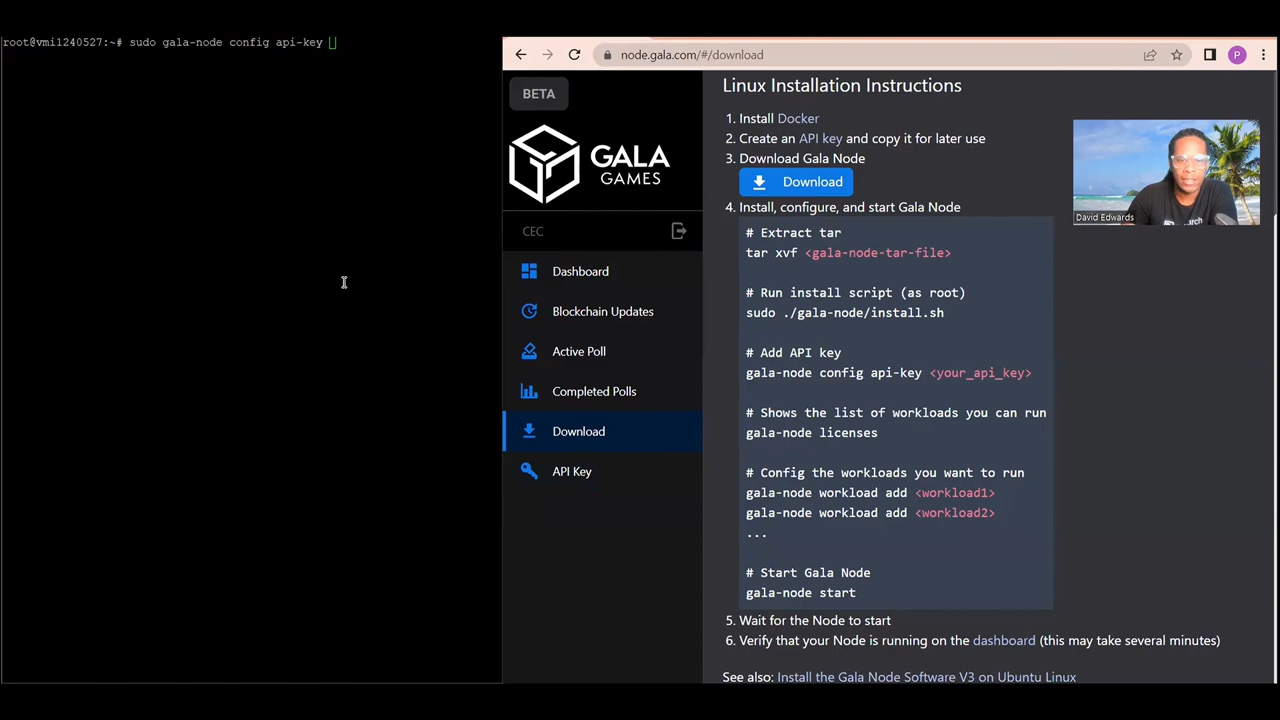 root@vmi1240527:~# sudo gala-node config api-key
node.gala.com/#/download
P
BETA
GALA
GAMES
CEC
Dashboard
Blockchain Updates
Active Poll
Completed Polls
Download
API Key
Linux Installation Instructions
1. Install Docker
2. Create an API key and copy it for later use
3. Download Gala Node
Download
4. Install, configure, and start Gala Node
# Extract tar
tar xvf <gala-node-tar-file>
# Run install script (as root)
sudo ./gala-node/install.sh
# Add API key
gala-node config api-key <your_api_key>
# Shows the list of workloads you can run
gala-node licenses
# Config the workloads you want to run
gala-node workload add <workload1>
gala-node workload add <workload2>
...
# Start Gala Node
gala-node start
5. Wait for the Node to start
6. Verify that your Node is running on the dashboard (this may take several minutes)
See also: Install the Gala Node Software V3 on Ubuntu Linux
David Edwards